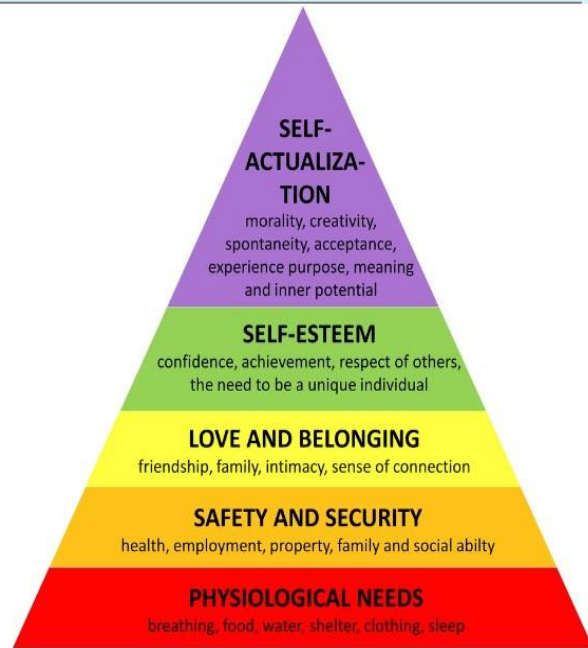 SELF-
ACTUALIZA-
TION
morality, creativity,
spontaneity, acceptance,
experience purpose, meaning
and inner potential
SELF-ESTEEM
confidence, achievement, respect of others,
the need to be a unique individual
LOVE AND BELONGING
friendship, family, intimacy, sense of connection
SAFETY AND SECURITY
health, employment, property, family and social abilty
PHYSIOLOGICAL NEEDS
breathing, food, water, shelter, clothing, sleep